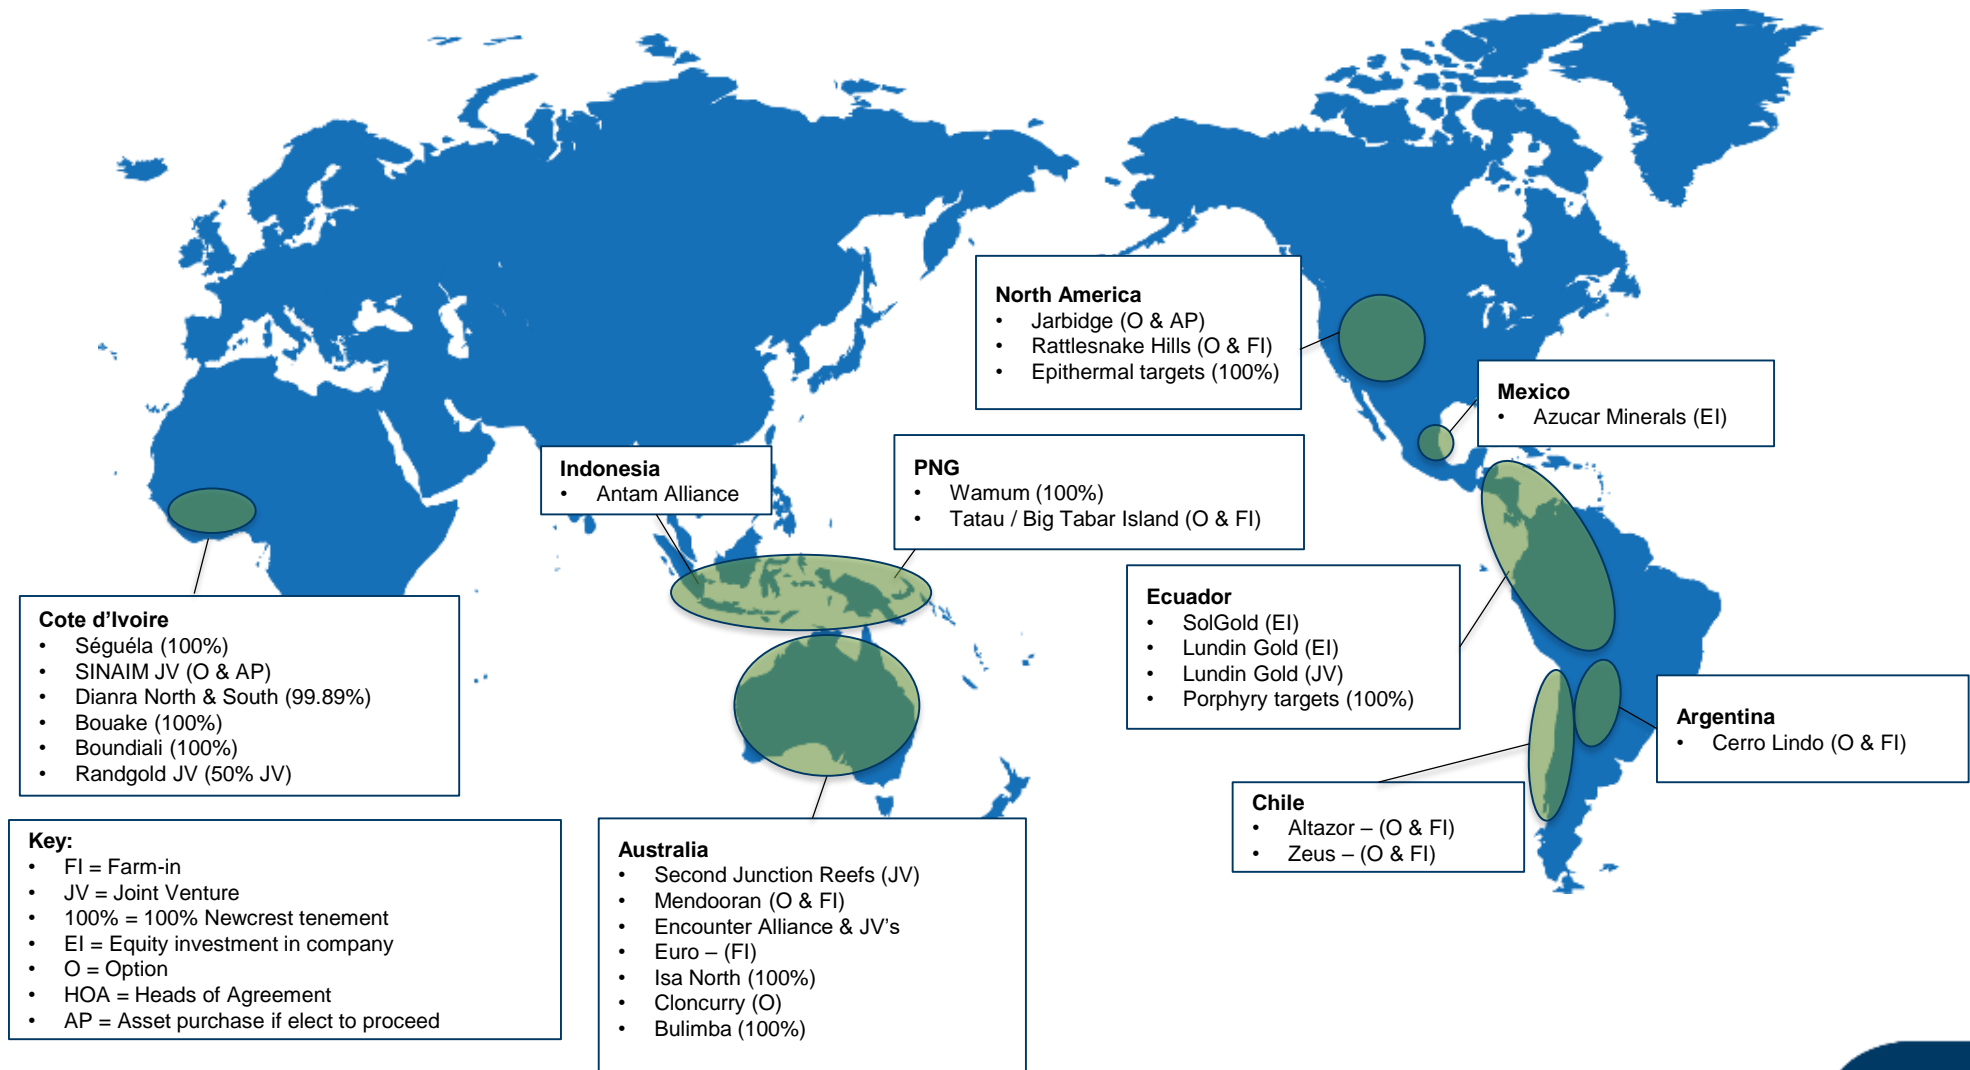 North America
• Jarbidge (O & AP)
• Rattlesnake Hills (O & FI)
• Epithermal targets (100%)
Mexico
• Azucar Minerals (EI)
Indonesia
• Antam Alliance
PNG
• Wamum (100%)
• Tatau / Big Tabar Island (O & FI)
Cote d’Ivoire
• Séguéla (100%)
• SINAIM JV (O & AP)
• Dianra North & South (99.89%)
• Bouake (100%)
• Boundiali (100%)
• Randgold JV (50% JV)
Ecuador
• SolGold (EI)
• Lundin Gold (EI)
• Lundin Gold (JV)
• Porphyry targets (100%)
Argentina
• Cerro Lindo (O & FI)
Chile
• Altazor – (O & FI)
• Zeus – (O & FI)
Key:
• FI = Farm-in
• JV = Joint Venture
• 100% = 100% Newcrest tenement
• EI = Equity investment in company
• O = Option
• HOA = Heads of Agreement
• AP = Asset purchase if elect to proceed
Australia
• Second Junction Reefs (JV)
• Mendooran (O & FI)
• Encounter Alliance & JV’s
• Euro – (FI)
• Isa North (100%)
• Cloncurry (O)
• Bulimba (100%)